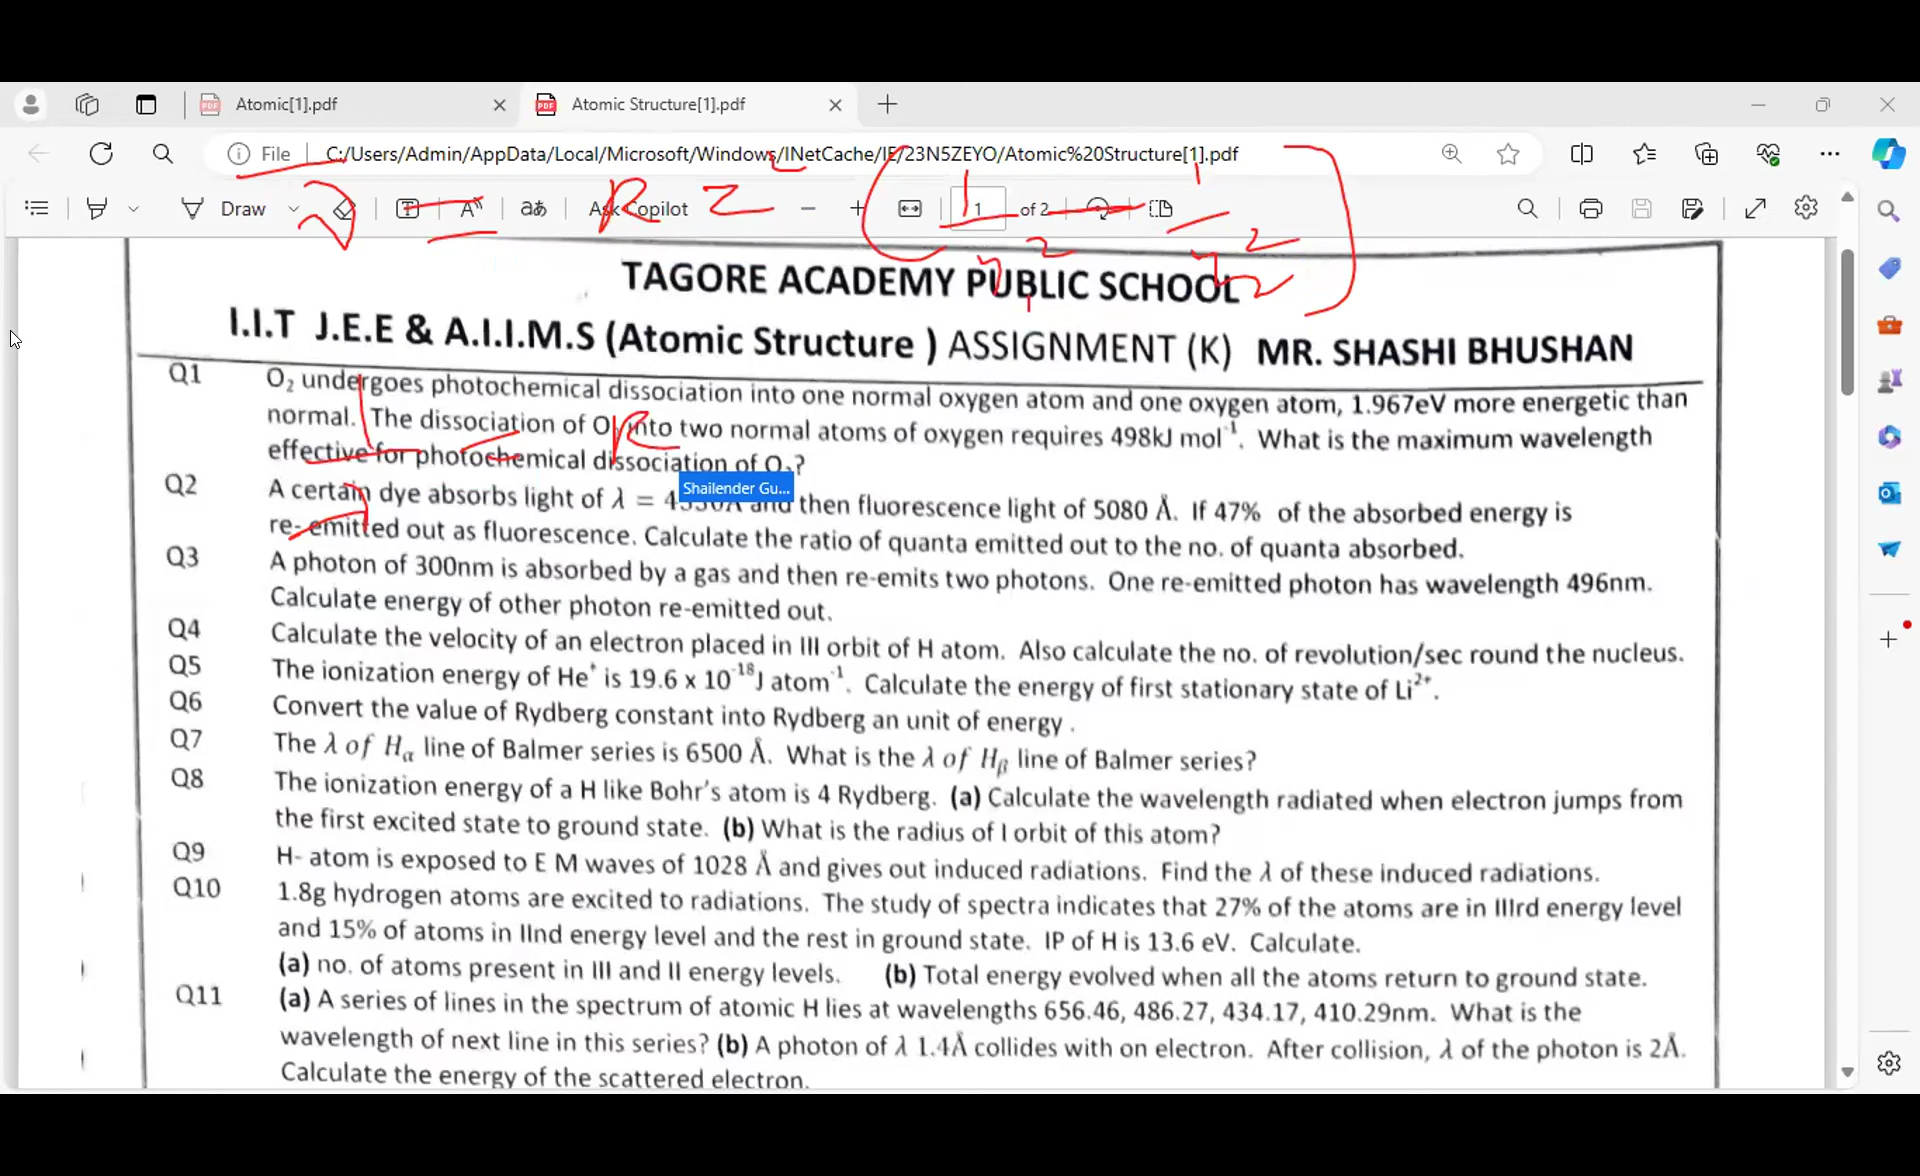 Atomic[1].pdf
Atomic Structure[1].pdf
File
C:/Users/Admin/AppData/Local/Microsoft/Windows/INetCache/IE/23N5ZEYO/Atomic%20Structure[1].pdf
Draw
aあ
Ask Copilot
1
of 2
ν̄ = R Z² ( 1/n₁² - 1/n₂² )
TAGORE ACADEMY PUBLIC SCHOOL
I.I.T J.E.E & A.I.I.M.S (Atomic Structure ) ASSIGNMENT (K) MR. SHASHI BHUSHAN
Q1 O₂ undergoes photochemical dissociation into one normal oxygen atom and one oxygen atom, 1.967eV more energetic than
normal. The dissociation of O into two normal atoms of oxygen requires 498kJ mol⁻¹. What is the maximum wavelength
effective for photochemical dissociation of O₂?
1/λ = R
Shailender Gu...
Q2 A certain dye absorbs light of λ = and then fluorescence light of 5080 Å. If 47% of the absorbed energy is
re-emitted out as fluorescence. Calculate the ratio of quanta emitted out to the no. of quanta absorbed.
Q3 A photon of 300nm is absorbed by a gas and then re-emits two photons. One re-emitted photon has wavelength 496nm.
Calculate energy of other photon re-emitted out.
Q4 Calculate the velocity of an electron placed in III orbit of H atom. Also calculate the no. of revolution/sec round the nucleus.
Q5 The ionization energy of He⁺ is 19.6 x 10⁻¹⁸J atom⁻¹. Calculate the energy of first stationary state of Li²⁺.
Q6 Convert the value of Rydberg constant into Rydberg an unit of energy .
Q7 The λ of Hα line of Balmer series is 6500 Å. What is the λ of Hβ line of Balmer series?
Q8 The ionization energy of a H like Bohr's atom is 4 Rydberg. (a) Calculate the wavelength radiated when electron jumps from
the first excited state to ground state. (b) What is the radius of I orbit of this atom?
Q9 H- atom is exposed to E M waves of 1028 Å and gives out induced radiations. Find the λ of these induced radiations.
Q10 1.8g hydrogen atoms are excited to radiations. The study of spectra indicates that 27% of the atoms are in IIIrd energy level
and 15% of atoms in IInd energy level and the rest in ground state. IP of H is 13.6 eV. Calculate.
(a) no. of atoms present in III and II energy levels. (b) Total energy evolved when all the atoms return to ground state.
Q11 (a) A series of lines in the spectrum of atomic H lies at wavelengths 656.46, 486.27, 434.17, 410.29nm. What is the
wavelength of next line in this series? (b) A photon of λ 1.4Å collides with on electron. After collision, λ of the photon is 2Å.
Calculate the energy of the scattered electron.